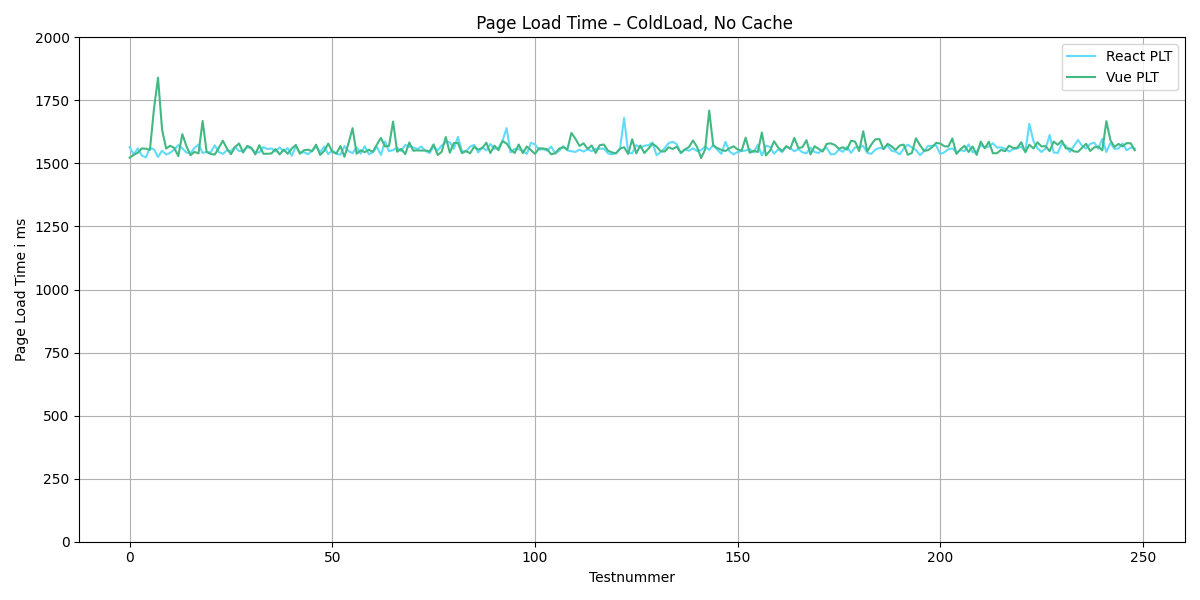 Page Load Time – ColdLoad, No Cache
Page Load Time i ms
2000
1750
1500
1250
1000
750
500
250
0
React PLT
Vue PLT
0 50 100 150 200 250
Testnummer